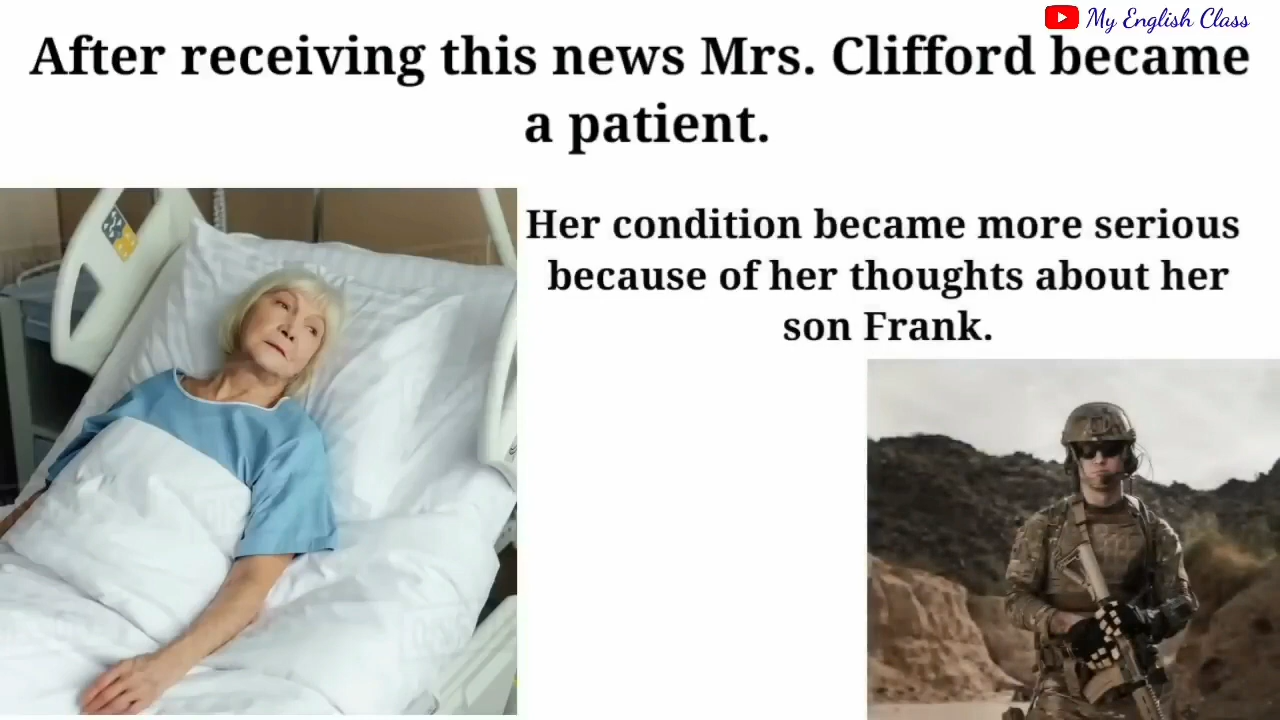 My English Class
After receiving this news Mrs. Clifford became
a patient.
Her condition became more serious
because of her thoughts about her
son Frank.